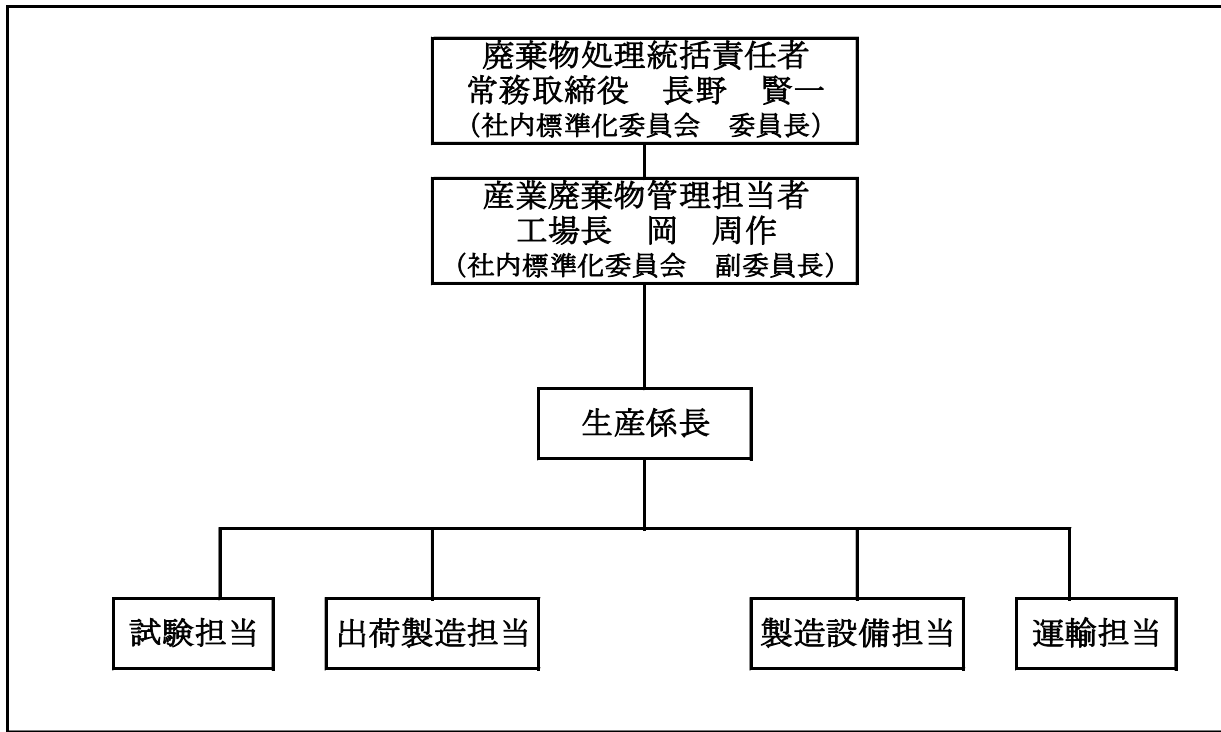 廃棄物処理統括責任者
常務取締役　長野　賢一
（社内標準化委員会　委員長）
産業廃棄物管理担当者
工場長　岡　周作
（社内標準化委員会　副委員長）
生産係長
試験担当
出荷製造担当
製造設備担当
運輸担当